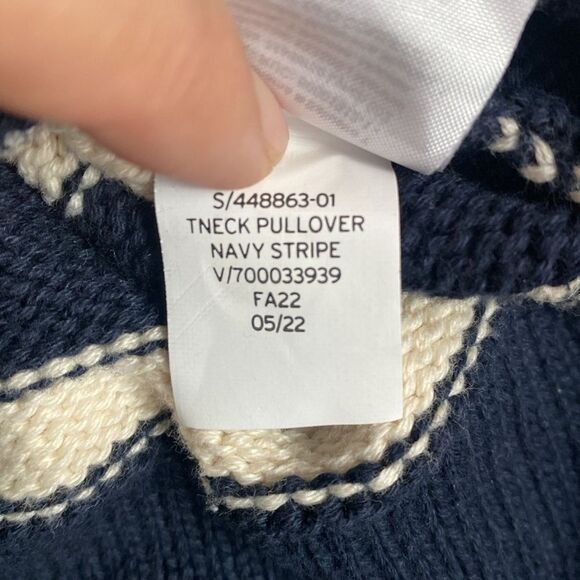 S/448863-01
TNECK PULLOVER
NAVY STRIPE
V/700033939
FA22
05/22